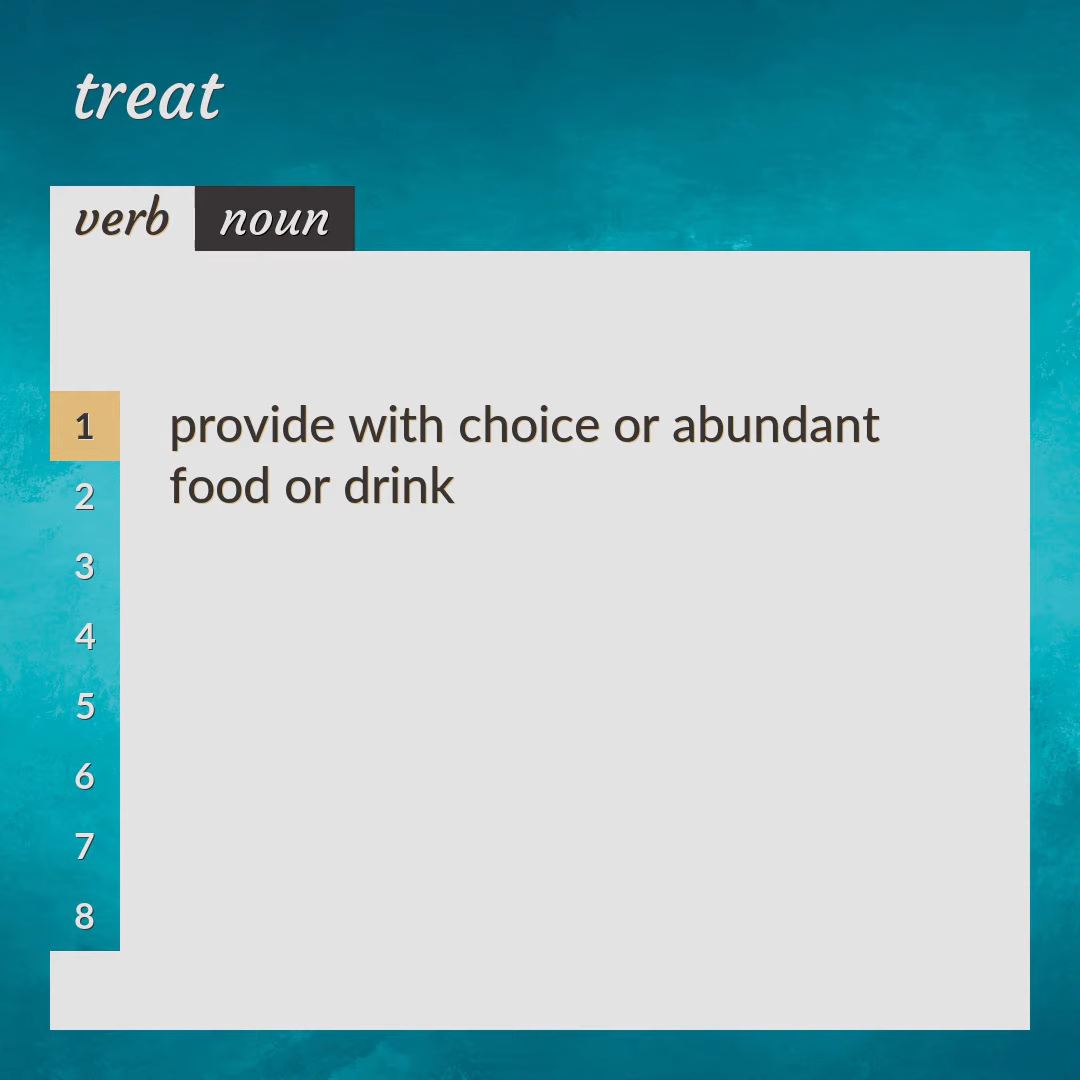 treat
verb noun
1 provide with choice or abundant
food or drink
2
3
4
5
6
7
8